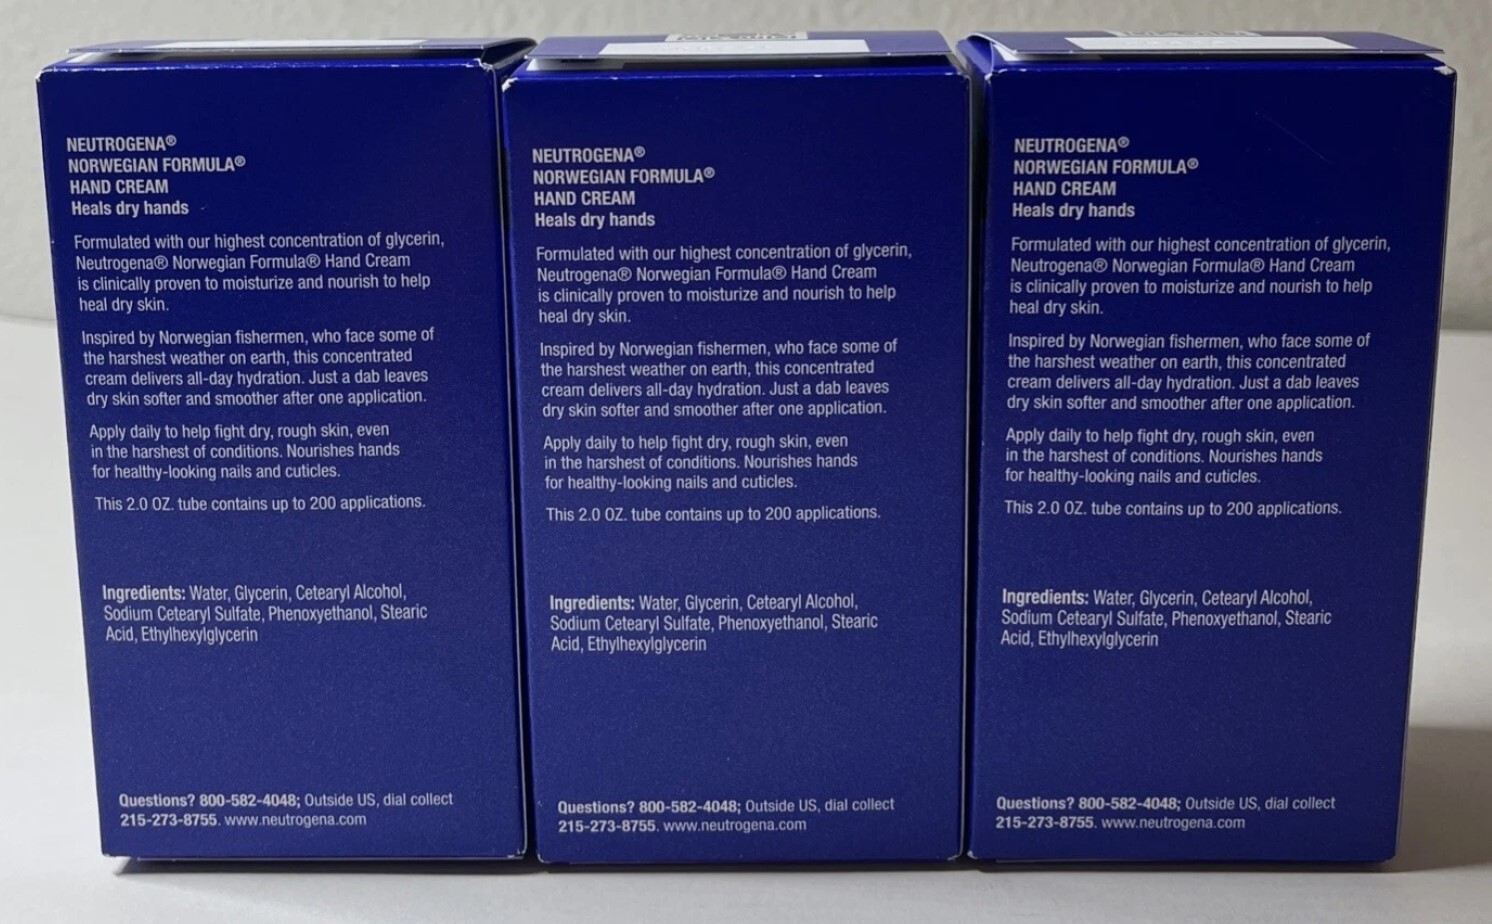 NEUTROGENA®
NORWEGIAN FORMULA®
HAND CREAM
Heals dry hands
Formulated with our highest concentration of glycerin,
Neutrogena® Norwegian Formula® Hand Cream
is clinically proven to moisturize and nourish to help
heal dry skin.
Inspired by Norwegian fishermen, who face some of
the harshest weather on earth, this concentrated
cream delivers all-day hydration. Just a dab leaves
dry skin softer and smoother after one application.
Apply daily to help fight dry, rough skin, even
in the harshest of conditions. Nourishes hands
for healthy-looking nails and cuticles.
This 2.0 OZ. tube contains up to 200 applications.
Ingredients: Water, Glycerin, Cetearyl Alcohol,
Sodium Cetearyl Sulfate, Phenoxyethanol, Stearic
Acid, Ethylhexylglycerin
Questions? 800-582-4048; Outside US, dial collect
215-273-8755. www.neutrogena.com
NEUTROGENA®
NORWEGIAN FORMULA®
HAND CREAM
Heals dry hands
Formulated with our highest concentration of glycerin,
Neutrogena® Norwegian Formula® Hand Cream
is clinically proven to moisturize and nourish to help
heal dry skin.
Inspired by Norwegian fishermen, who face some of
the harshest weather on earth, this concentrated
cream delivers all-day hydration. Just a dab leaves
dry skin softer and smoother after one application.
Apply daily to help fight dry, rough skin, even
in the harshest of conditions. Nourishes hands
for healthy-looking nails and cuticles.
This 2.0 OZ. tube contains up to 200 applications.
Ingredients: Water, Glycerin, Cetearyl Alcohol,
Sodium Cetearyl Sulfate, Phenoxyethanol, Stearic
Acid, Ethylhexylglycerin
Questions? 800-582-4048; Outside US, dial collect
215-273-8755. www.neutrogena.com
NEUTROGENA®
NORWEGIAN FORMULA®
HAND CREAM
Heals dry hands
Formulated with our highest concentration of glycerin,
Neutrogena® Norwegian Formula® Hand Cream
is clinically proven to moisturize and nourish to help
heal dry skin.
Inspired by Norwegian fishermen, who face some of
the harshest weather on earth, this concentrated
cream delivers all-day hydration. Just a dab leaves
dry skin softer and smoother after one application.
Apply daily to help fight dry, rough skin, even
in the harshest of conditions. Nourishes hands
for healthy-looking nails and cuticles.
This 2.0 OZ. tube contains up to 200 applications.
Ingredients: Water, Glycerin, Cetearyl Alcohol,
Sodium Cetearyl Sulfate, Phenoxyethanol, Stearic
Acid, Ethylhexylglycerin
Questions? 800-582-4048; Outside US, dial collect
215-273-8755. www.neutrogena.com